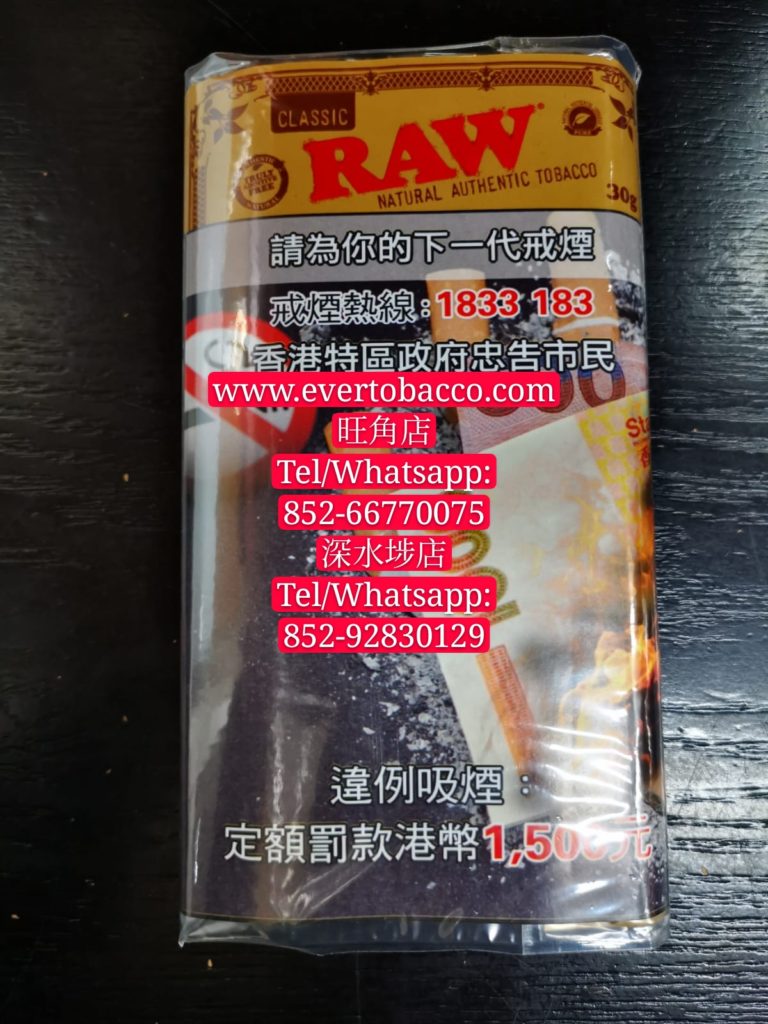 CLASSIC
RAW
NATURAL AUTHENTIC TOBACCO
TRULY
FREE
30g
請為你的下一代戒煙
戒煙熱線:1833 183
香港特區政府忠告市民
www.evertobacco.com
旺角店
Tel/Whatsapp:
852-66770075
深水埗店
Tel/Whatsapp:
852-92830129
違例吸煙:
定額罰款港幣1,500元